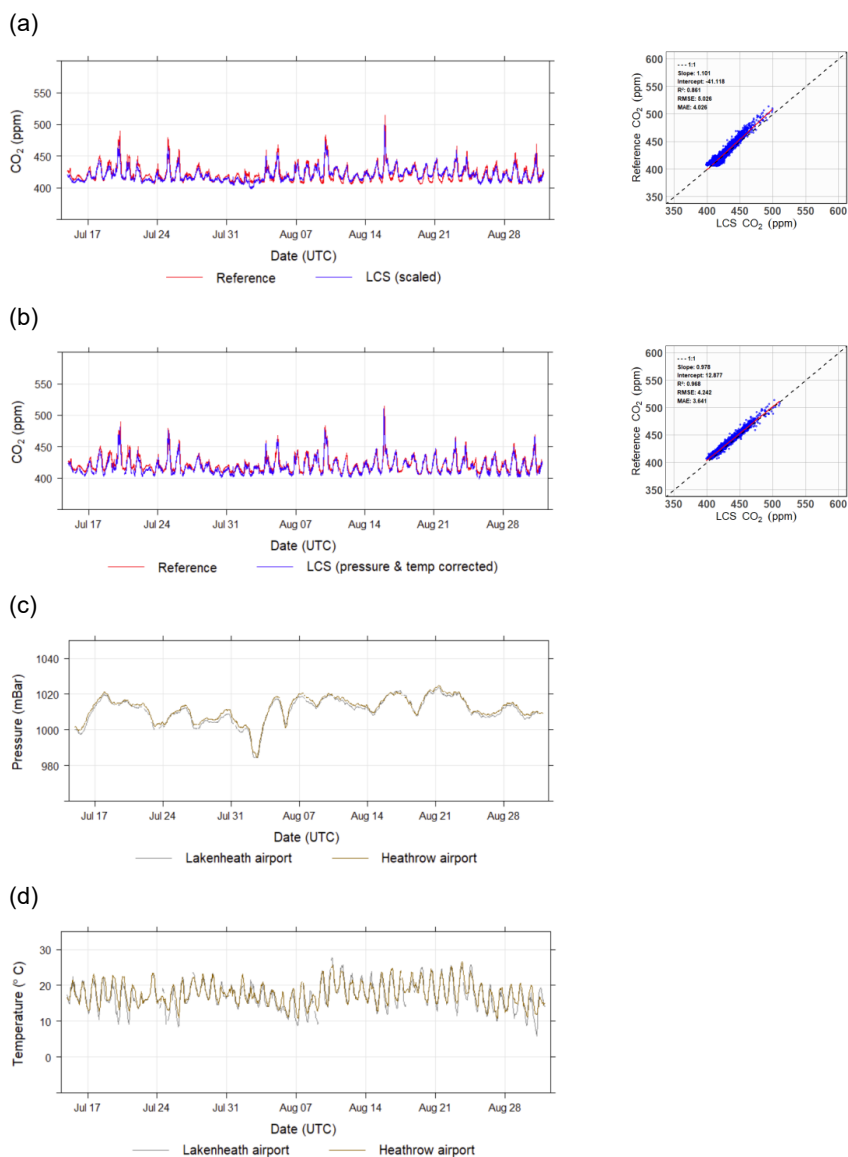 (a)
600
550
500
450
400
CO₂ (ppm)
Jul 17 Jul 24 Jul 31 Aug 07 Aug 14 Aug 21 Aug 28
Date (UTC)
Reference LCS (scaled)
1:1
Slope: 1.101
Intercept: -41.118
R²: 0.861
RMSE: 5.026
MAE: 4.026
600
550
500
450
400
350
Reference CO₂ (ppm)
350 400 450 500 550 600
LCS CO₂ (ppm)
(b)
600
550
500
450
400
CO₂ (ppm)
Jul 17 Jul 24 Jul 31 Aug 07 Aug 14 Aug 21 Aug 28
Date (UTC)
Reference LCS (pressure & temp corrected)
1:1
Slope: 0.978
Intercept: 12.877
R²: 0.968
RMSE: 4.242
MAE: 3.641
600
550
500
450
400
350
Reference CO₂ (ppm)
350 400 450 500 550 600
LCS CO₂ (ppm)
(c)
1040
1020
1000
980
Pressure (mBar)
Jul 17 Jul 24 Jul 31 Aug 07 Aug 14 Aug 21 Aug 28
Date (UTC)
Lakenheath airport Heathrow airport
(d)
30
20
10
0
Temperature (° C)
Jul 17 Jul 24 Jul 31 Aug 07 Aug 14 Aug 21 Aug 28
Date (UTC)
Lakenheath airport Heathrow airport